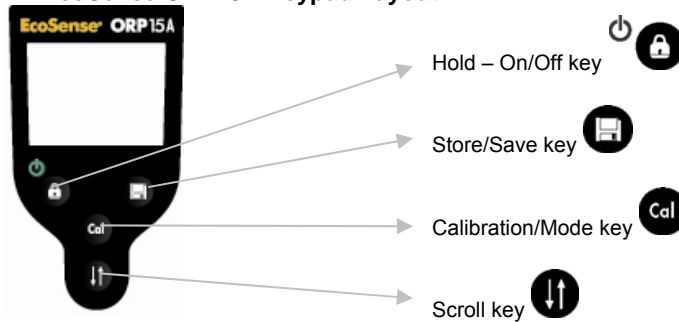 EcoSense ORP15A
Hold – On/Off key
Store/Save key
Cal
Calibration/Mode key Cal
Scroll key